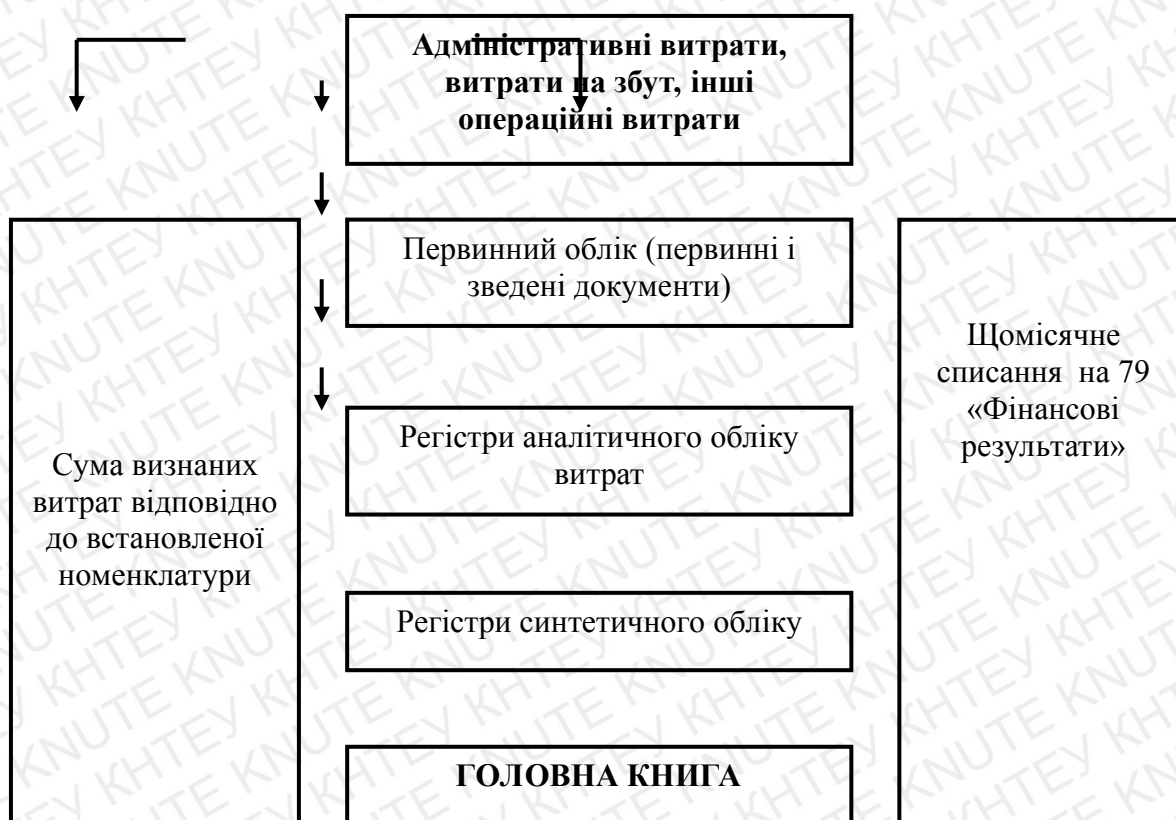 Адміністративні витрати,
витрати на збут, інші
операційні витрати
Первинний облік (первинні і
зведені документи)
Регістри аналітичного обліку
витрат
Регістри синтетичного обліку
ГОЛОВНА КНИГА
Сума визнаних
витрат відповідно
до встановленої
номенклатури
Щомісячне
списання на 79
«Фінансові
результати»